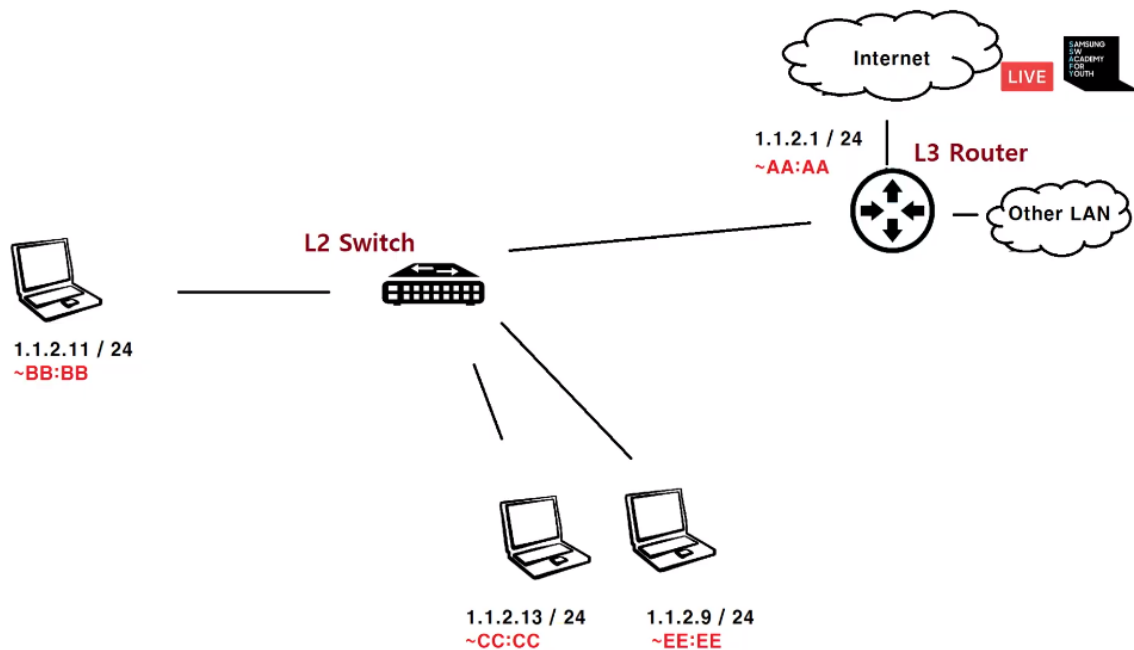 Internet
LIVE
SAMSUNG
SW
ACADEMY
FOR
YOUTH
1.1.2.1 / 24
~AA:AA
L3 Router
Other LAN
L2 Switch
1.1.2.11 / 24
~BB:BB
1.1.2.13 / 24
~CC:CC
1.1.2.9 / 24
~EE:EE